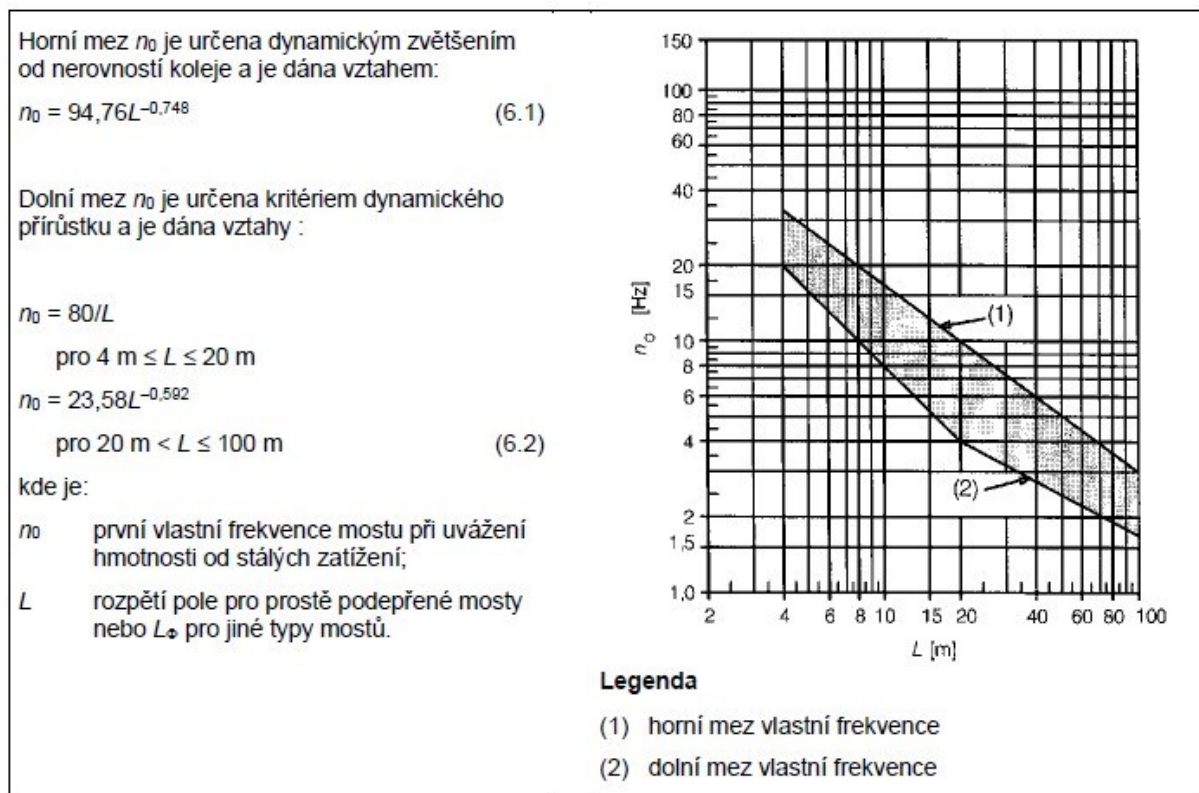 Horní mez n₀ je určena dynamickým zvětšením
od nerovností koleje a je dána vztahem:
n₀ = 94,76L⁻⁰,⁷⁴⁸ (6.1)
Dolní mez n₀ je určena kritériem dynamického
přírůstku a je dána vztahy :
n₀ = 80/L
pro 4 m ≤ L ≤ 20 m
n₀ = 23,58L⁻⁰,⁵⁹²
pro 20 m < L ≤ 100 m (6.2)
kde je:
n₀ první vlastní frekvence mostu při uvážení
hmotnosti od stálých zatížení;
L rozpětí pole pro prostě podepřené mosty
nebo LΦ pro jiné typy mostů.
150
100
80
60
40
20
15
10
8
6
4
2
1,5
1,0
n₀ [Hz]
(1)
(2)
2 4 6 8 10 15 20 40 60 80 100
L [m]
Legenda
(1) horní mez vlastní frekvence
(2) dolní mez vlastní frekvence